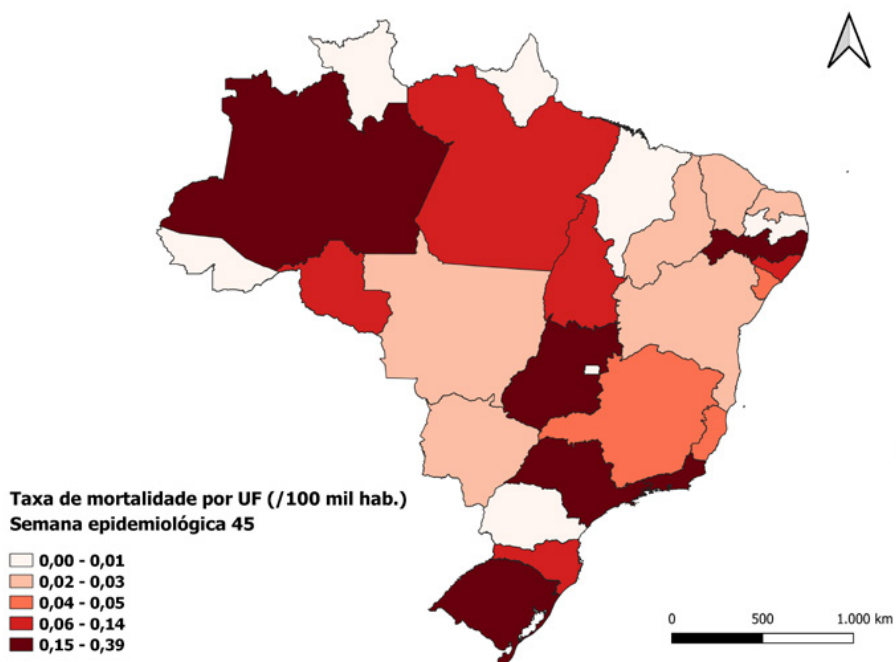 Taxa de mortalidade por UF (/100 mil hab.)
Semana epidemiológica 45
0,00 - 0,01
0,02 - 0,03
0,04 - 0,05
0,06 - 0,14
0,15 - 0,39
0 500 1.000 km